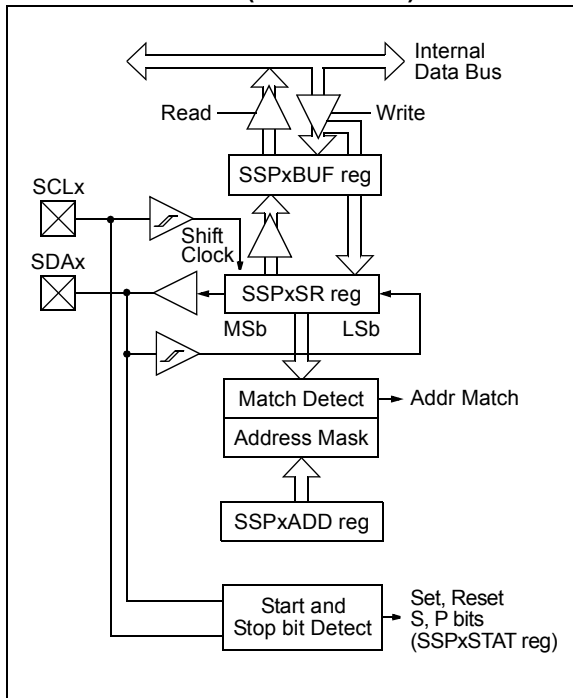 Internal
Data Bus
Read
Write
SSPxBUF reg
SCLx
Shift
Clock
SDAx
SSPxSR reg
MSb
LSb
Match Detect
Addr Match
Address Mask
SSPxADD reg
Start and
Stop bit Detect
Set, Reset
S, P bits
(SSPxSTAT reg)